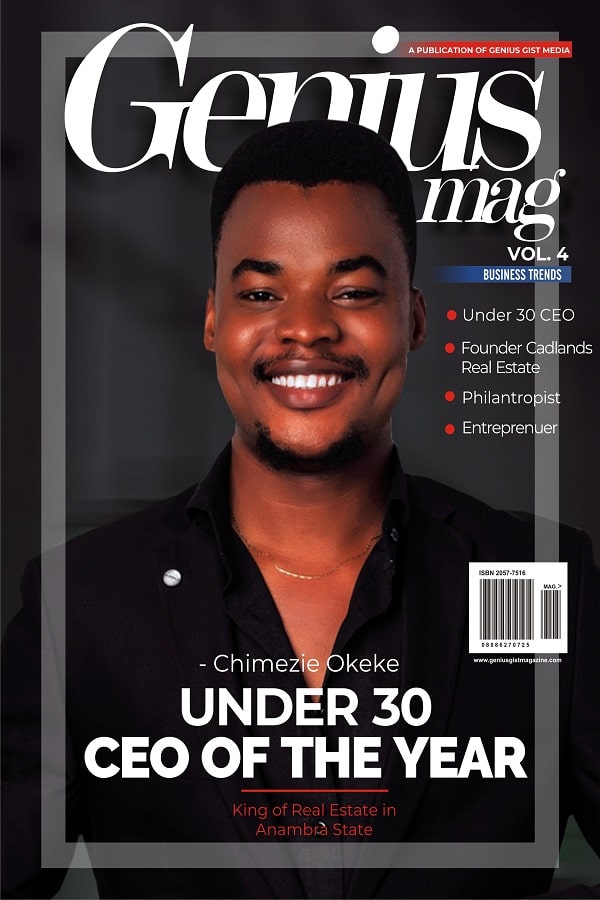 A PUBLICATION OF GENIUS GIST MEDIA
Genius
mag
VOL. 4
BUSINESS TRENDS
Under 30 CEO
Founder Cadlands
Real Estate
Philantropist
Entreprenuer
ISBN 2057-7516
MAG.>
08086270725
www.geniusgistmagazine.com
- Chimezie Okeke
UNDER 30
CEO OF THE YEAR
King of Real Estate in
Anambra State